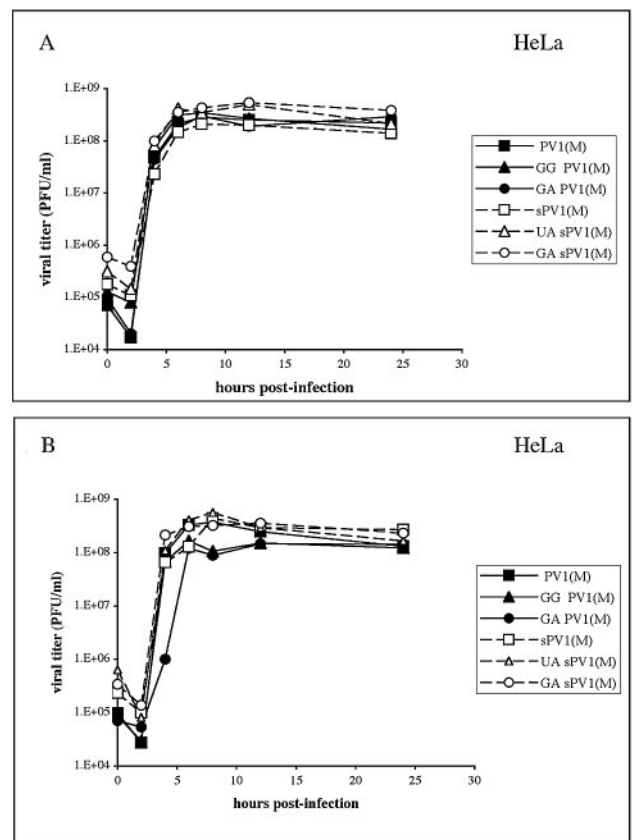 A HeLa
1.E+09
1.E+08
1.E+07
1.E+06
1.E+05
1.E+04
viral titer (PFU/ml)
0 5 10 15 20 25 30
hours post-infection
PV1(M)
GG PV1(M)
GA PV1(M)
sPV1(M)
UA sPV1(M)
GA sPV1(M)
B HeLa
1.E+09
1.E+08
1.E+07
1.E+06
1.E+05
1.E+04
viral titer (PFU/ml)
0 5 10 15 20 25 30
hours post-infection
PV1(M)
GG PV1(M)
GA PV1(M)
sPV1(M)
UA sPV1(M)
GA sPV1(M)